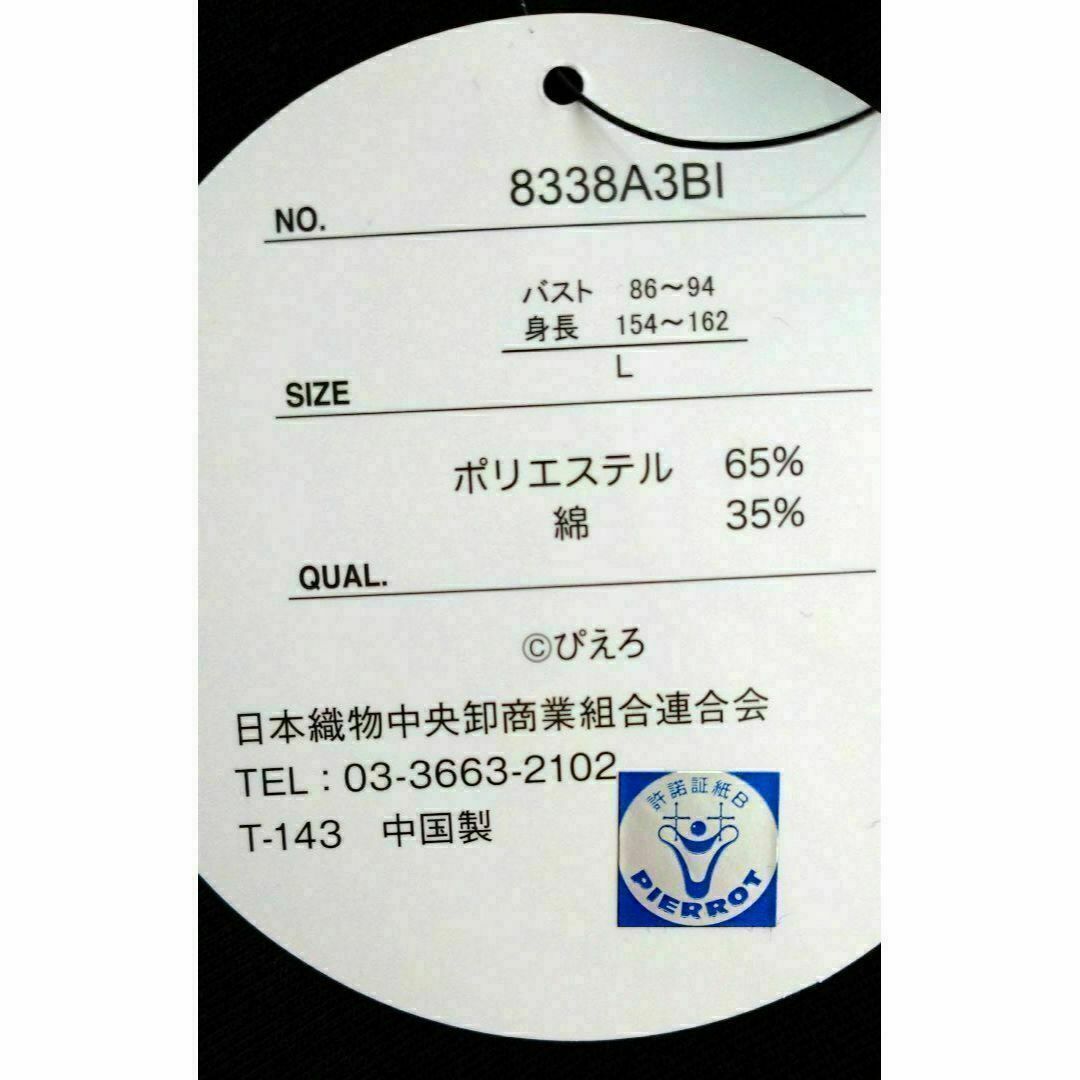 8338A3BI
NO.
バスト 86～94
身長 154～162
L
SIZE
ポリエステル 65%
綿 35%
QUAL.
©ぴえろ
日本織物中央卸商業組合連合会
TEL : 03-3663-2102
T-143 中国製
許諾証紙B
PIERROT